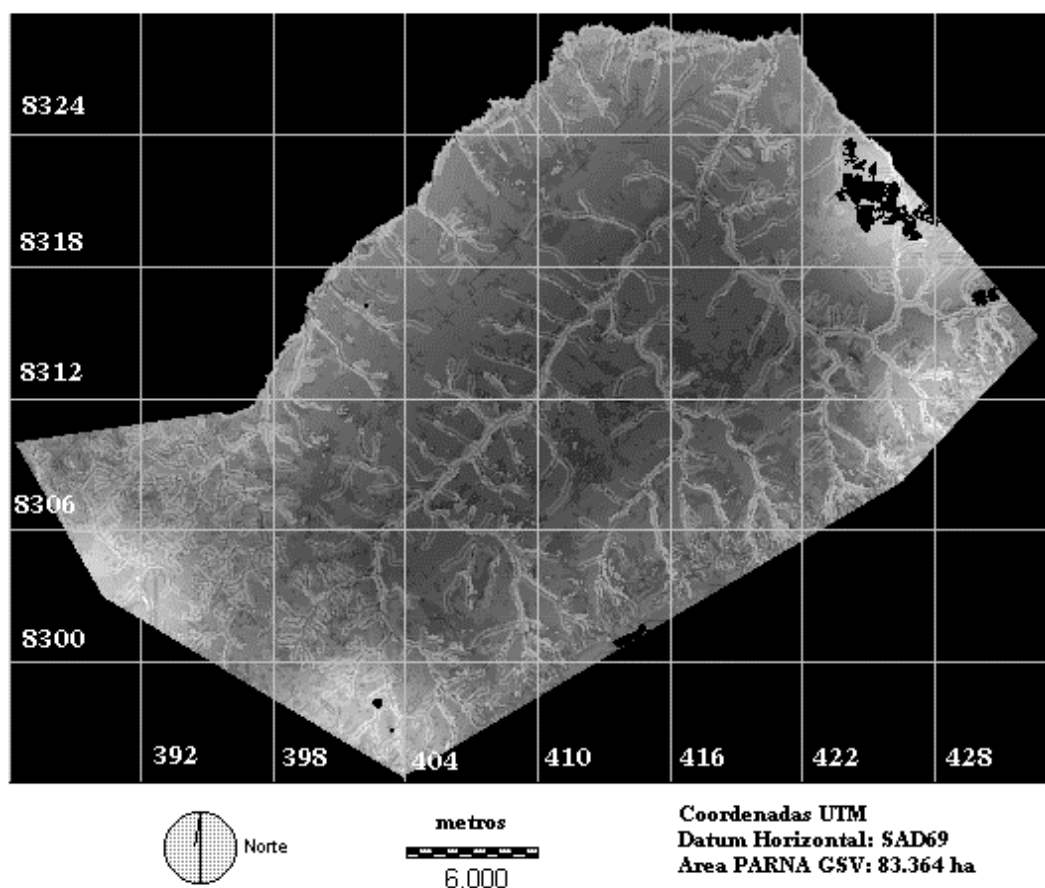 8324
8318
8312
8306
8300
392 398 404 410 416 422 428
Norte
metros
6.000
Coordenadas UTM
Datum Horizontal: SAD69
Area PARNA GSV: 83.364 ha